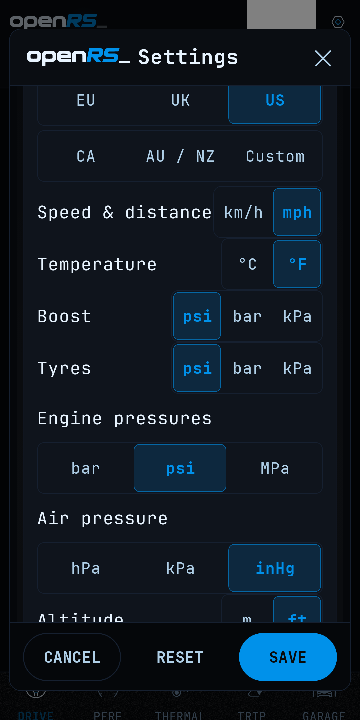 openRS_
openRS_ Settings
EU UK US
CA AU / NZ Custom
Speed & distance km/h mph
Temperature °C °F
Boost psi bar kPa
Tyres psi bar kPa
Engine pressures
bar psi MPa
Air pressure
hPa kPa inHg
Altitude m ft
CANCEL RESET SAVE
DRIVE PERF THERMAL TRIP GARAGE